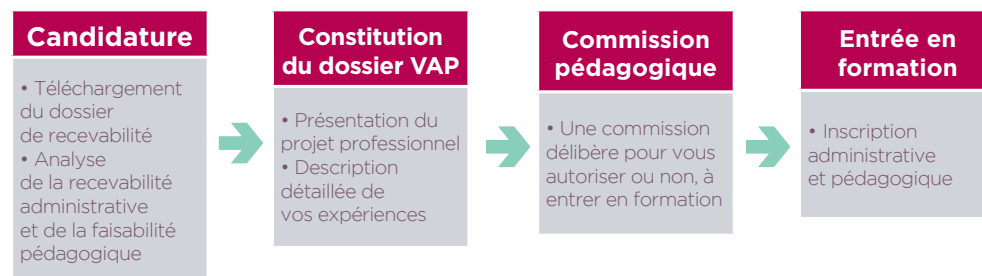 Candidature
• Téléchargement
du dossier
de recevabilité
• Analyse
de la recevabilité
administrative
et de la faisabilité
pédagogique
Constitution
du dossier VAP
• Présentation du
projet professionnel
• Description
détaillée de
vos expériences
Commission
pédagogique
• Une commission
délibère pour vous
autoriser ou non, à
entrer en formation
Entrée en
formation
• Inscription
administrative
et pédagogique